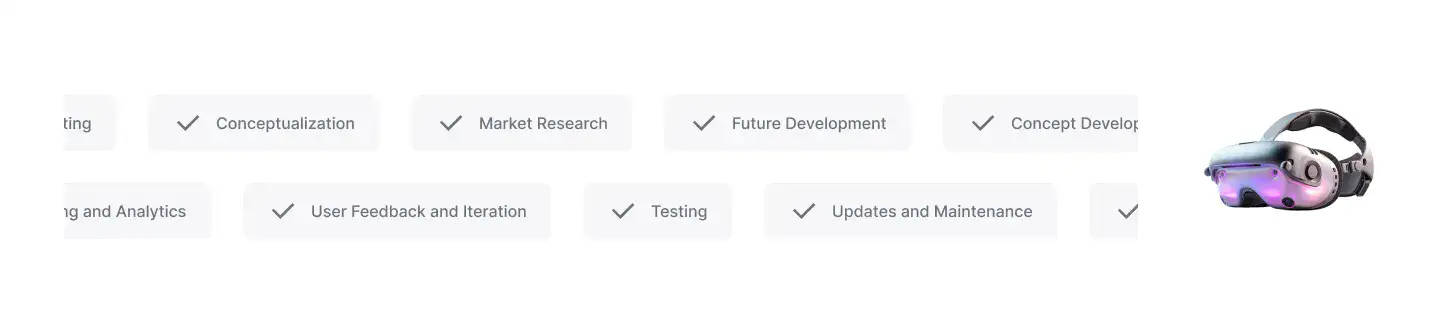 ting Conceptualization Market Research Future Development Concept Develop
ng and Analytics User Feedback and Iteration Testing Updates and Maintenance